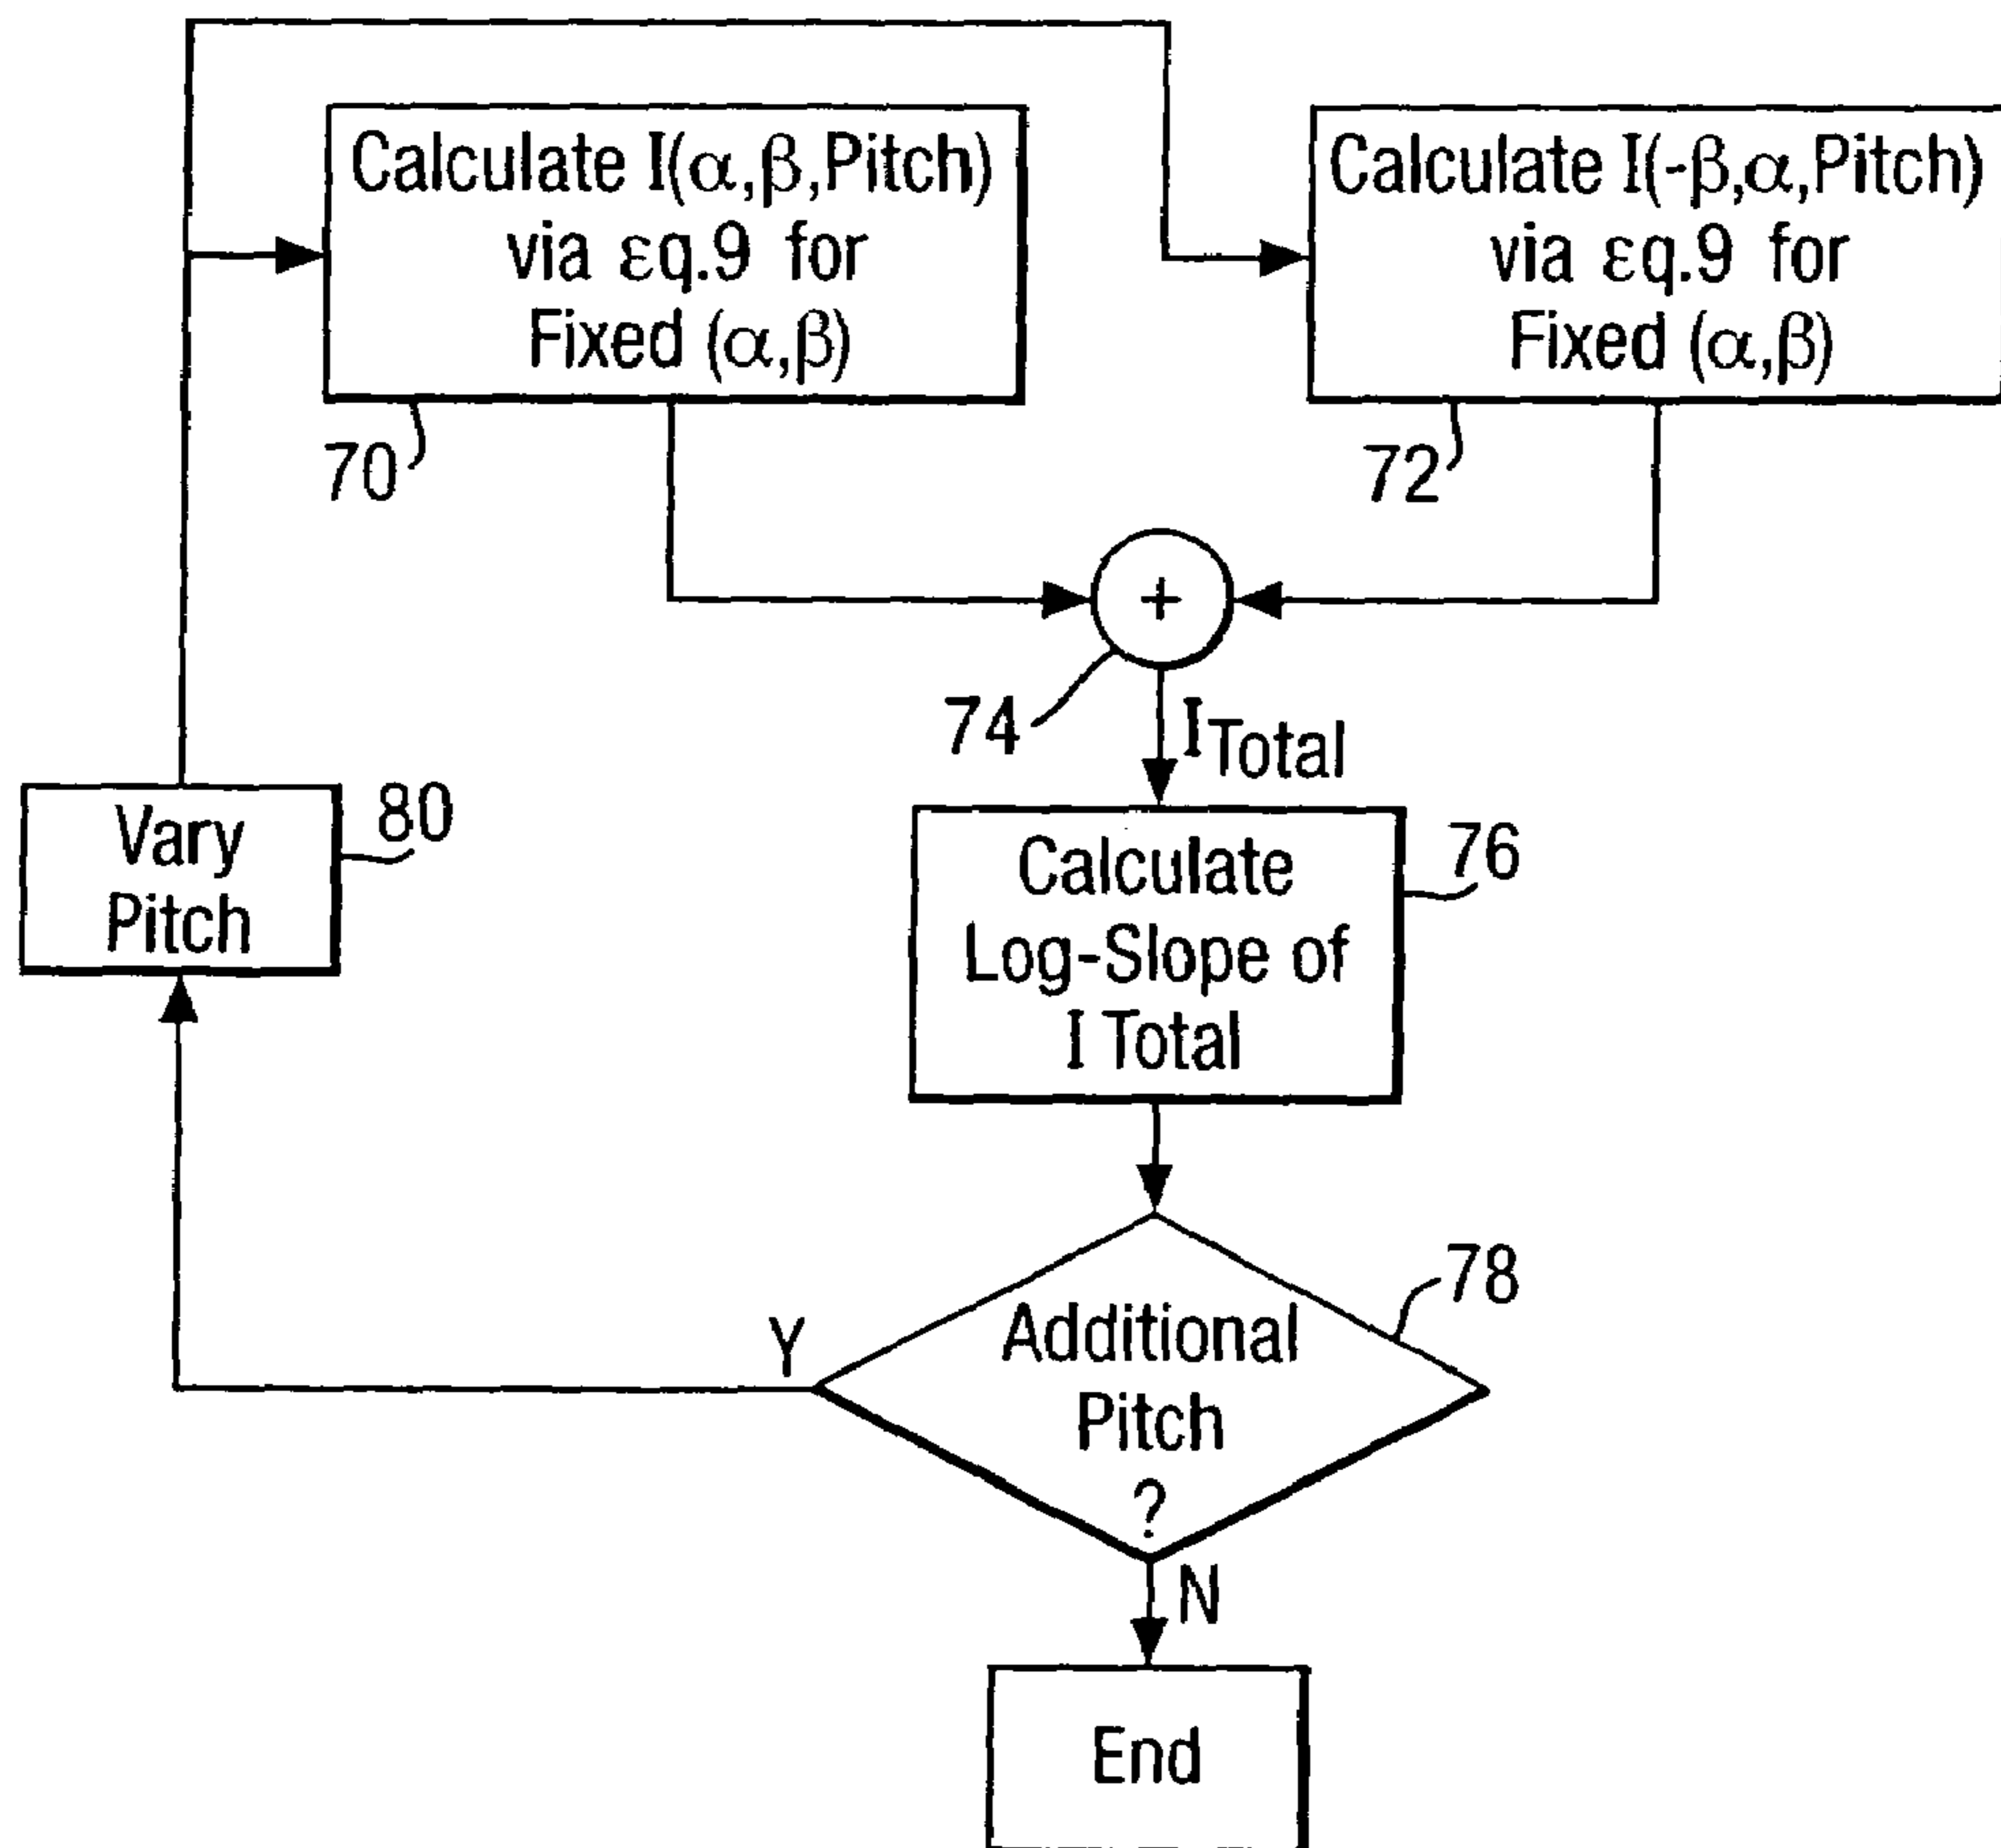 Calculate I(α,β,Pitch)
via εq.9 for
Fixed (α,β)
70
Calculate I(-β,α,Pitch)
via εq.9 for
Fixed (α,β)
72
+
74
I Total
Vary
Pitch
80
Calculate
Log-Slope of
I Total
76
Additional
Pitch
?
78
Y
N
End